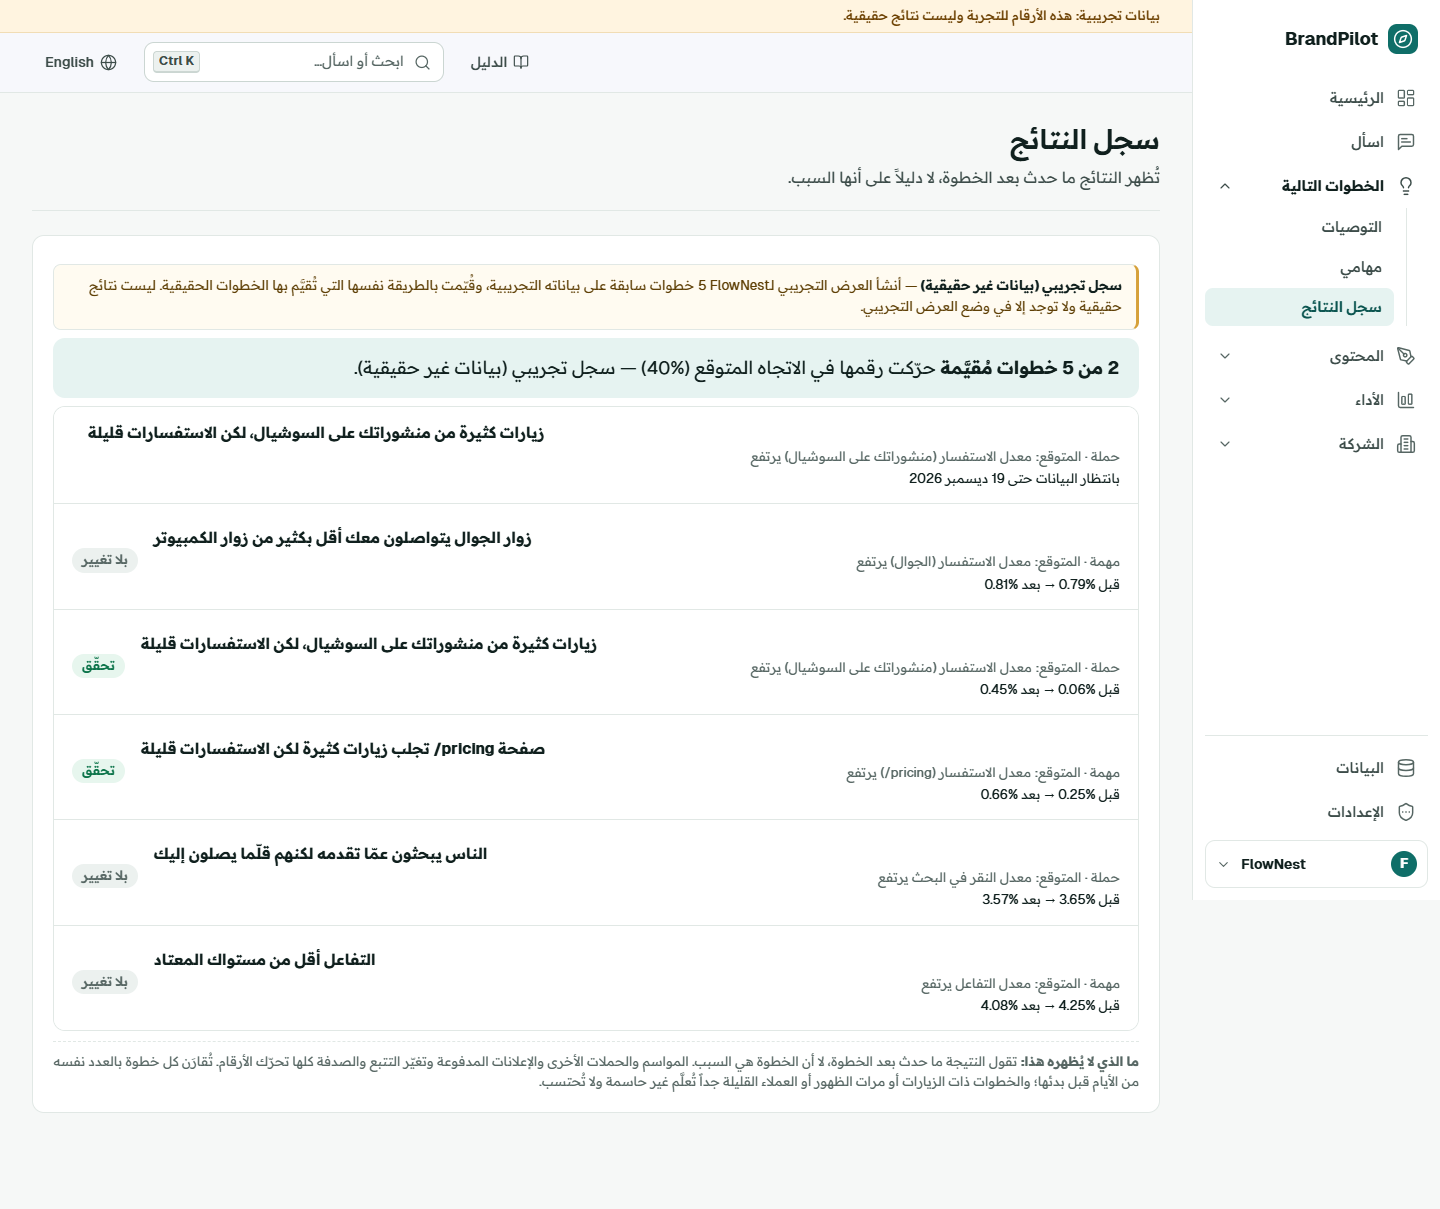 بيانات تجريبية: هذه الأرقام للتجربة وليست نتائج حقيقية.
BrandPilot
الرئيسية
اسأل
الخطوات التالية
التوصيات
مهامي
سجل النتائج
المحتوى
الأداء
الشركة
البيانات
الإعدادات
F FlowNest
الدليل
ابحث أو اسأل...
Ctrl K
English
سجل النتائج
تُظهر النتائج ما حدث بعد الخطوة، لا دليلاً على أنها السبب.
سجل تجريبي (بيانات غير حقيقية) — أنشأ العرض التجريبي لـFlowNest 5 خطوات سابقة على بياناته التجريبية، وقُيّمت بالطريقة نفسها التي تُقيَّم بها الخطوات الحقيقية. ليست نتائج
حقيقية ولا توجد إلا في وضع العرض التجريبي.
2 من 5 خطوات مُقيَّمة حرّكت رقمها في الاتجاه المتوقع (40%) — سجل تجريبي (بيانات غير حقيقية).
زيارات كثيرة من منشوراتك على السوشيال، لكن الاستفسارات قليلة
حملة · المتوقع: معدل الاستفسار (منشوراتك على السوشيال) يرتفع
بانتظار البيانات حتى 19 ديسمبر 2026
زوار الجوال يتواصلون معك أقل بكثير من زوار الكمبيوتر
بلا تغيير
مهمة · المتوقع: معدل الاستفسار (الجوال) يرتفع
قبل 0.79% → بعد 0.81%
زيارات كثيرة من منشوراتك على السوشيال، لكن الاستفسارات قليلة
تحقّق
حملة · المتوقع: معدل الاستفسار (منشوراتك على السوشيال) يرتفع
قبل 0.06% → بعد 0.45%
صفحة /pricing تجلب زيارات كثيرة لكن الاستفسارات قليلة
تحقّق
مهمة · المتوقع: معدل الاستفسار (/pricing) يرتفع
قبل 0.25% → بعد 0.66%
الناس يبحثون عمّا تقدمه لكنهم قلّما يصلون إليك
بلا تغيير
حملة · المتوقع: معدل النقر في البحث يرتفع
قبل 3.65% → بعد 3.57%
التفاعل أقل من مستواك المعتاد
بلا تغيير
مهمة · المتوقع: معدل التفاعل يرتفع
قبل 4.25% → بعد 4.08%
ما الذي لا يُظهره هذا: تقول النتيجة ما حدث بعد الخطوة، لا أن الخطوة هي السبب. المواسم والحملات الأخرى والإعلانات المدفوعة وتغيّر التتبع والصدفة كلها تحرّك الأرقام. تُقارَن كل خطوة بالعدد نفسه
من الأيام قبل بدئها؛ والخطوات ذات الزيارات أو مرات الظهور أو العملاء القليلة جداً تُعلَّم غير حاسمة ولا تُحتسب.